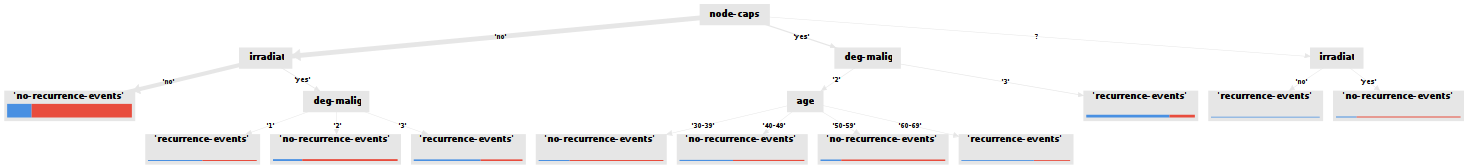 node-caps
'no'
'yes'
?
irradiat
deg-malig
irradiat
'no'
'yes'
'2'
'3'
'no'
'yes'
'no-recurrence-events'
deg-malig
age
'recurrence-events'
'recurrence-events'
'no-recurrence-events'
'1'
'2'
'3'
'30-39'
'40-49'
'50-59'
'60-69'
'recurrence-events'
'no-recurrence-events'
'recurrence-events'
'no-recurrence-events'
'no-recurrence-events'
'no-recurrence-events'
'recurrence-events'